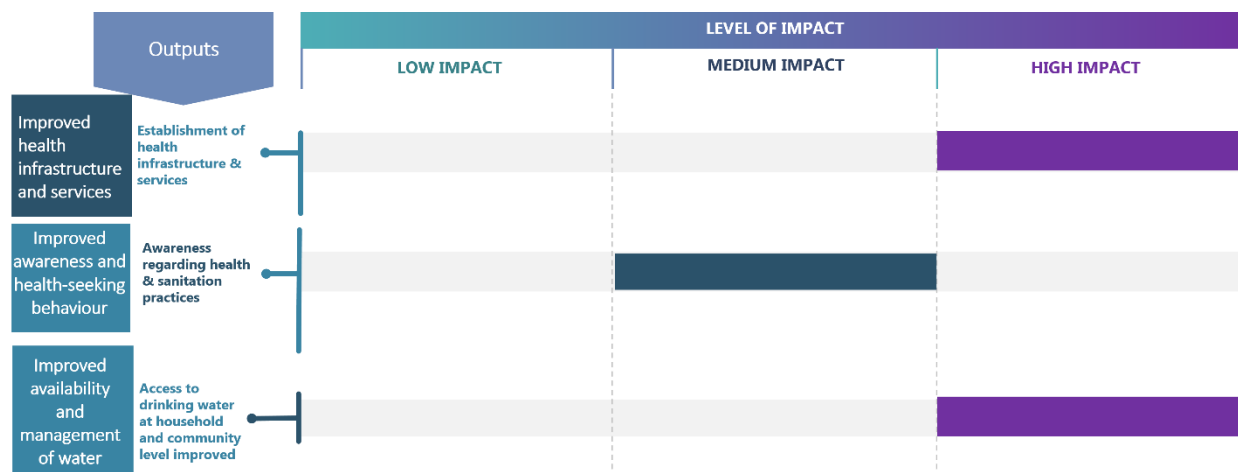 Outputs
LEVEL OF IMPACT
LOW IMPACT
MEDIUM IMPACT
HIGH IMPACT
Improved
health
infrastructure
and services
Establishment of
health
infrastructure &
services
Improved
awareness and
health-seeking
behaviour
Awareness
regarding health
& sanitation
practices
Improved
availability
and
management
of water
Access to
drinking water
at household
and community
level improved